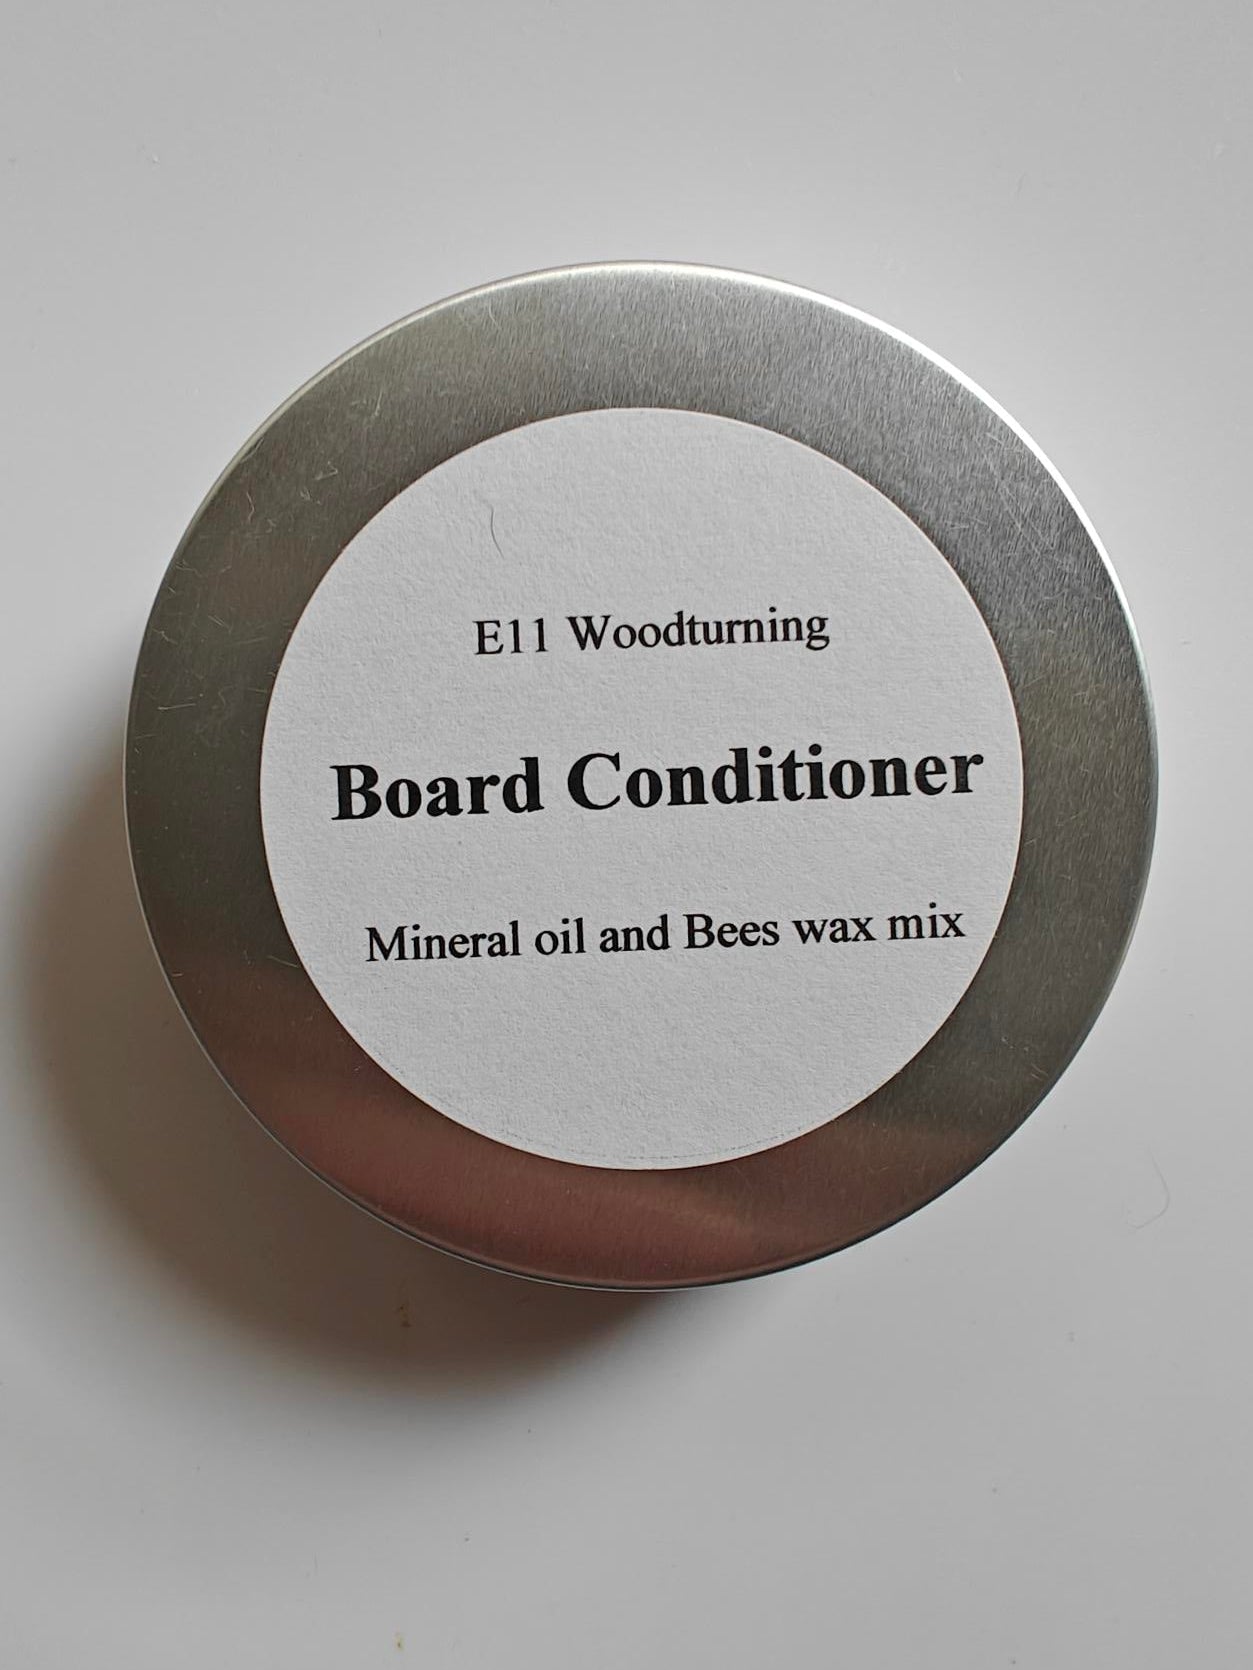 E11 Woodturning
Board Conditioner
Mineral oil and Bees wax mix